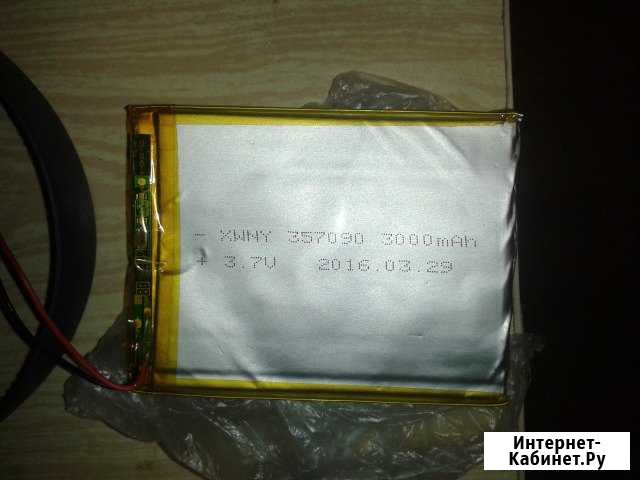 - XWNY 357090 3000mAh
+ 3.7V 2016.03.29
Интернет-
Кабинет.Ру